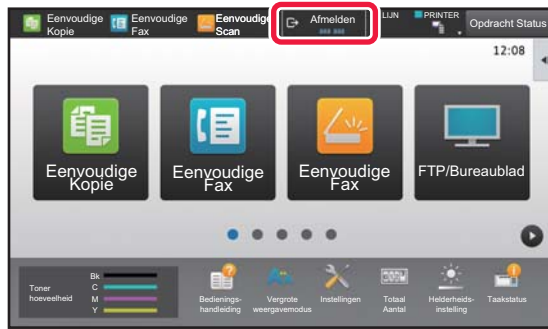 Eenvoudige
Kopie
Eenvoudige
Fax
Eenvoudige
Scan
Afmelden
LIJN
PRINTER
Opdracht Status
12:08
Eenvoudige
Kopie
Eenvoudige
Fax
Eenvoudige
Fax
FTP/Bureaublad
Toner
hoeveelheid
Bk
C
M
Y
Bedienings-
handleiding
Vergrote
weergavemodus
Instellingen
Totaal
Aantal
Helderheids-
instelling
Taakstatus